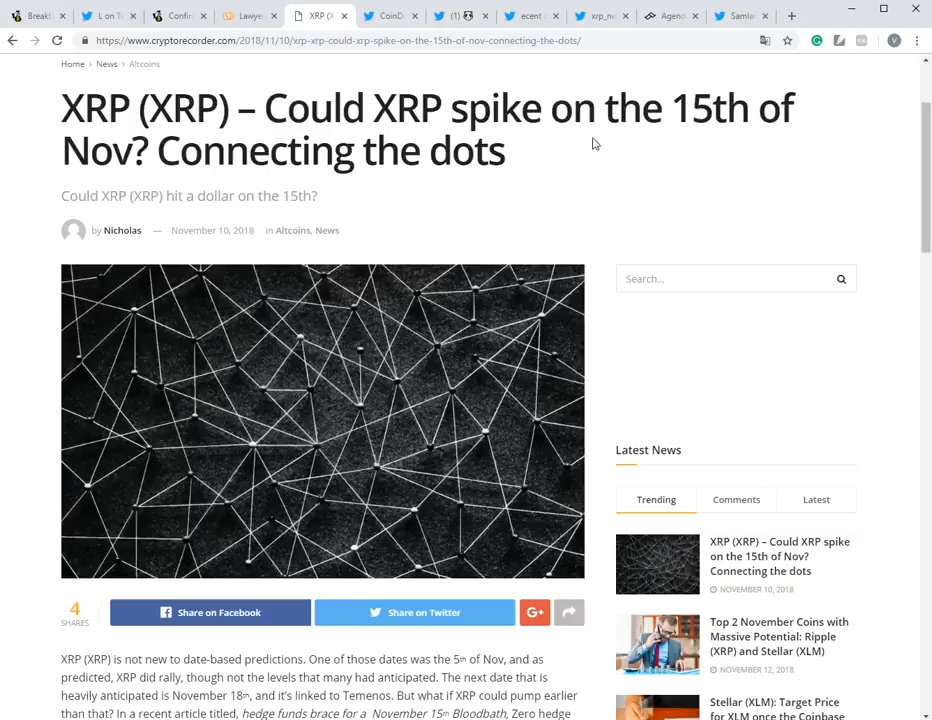 Breakt
L on T
Confir
Lawye
XRP (X
CoinD
(1)
ecent
xrp_ne
Agend
Samla
https://www.cryptorecorder.com/2018/11/10/xrp-xrp-could-xrp-spike-on-the-15th-of-nov-connecting-the-dots/
V
Home > News > Altcoins
XRP (XRP) – Could XRP spike on the 15th of
Nov? Connecting the dots
Could XRP (XRP) hit a dollar on the 15th?
by Nicholas — November 10, 2018 in Altcoins, News
Search...
Latest News
Trending Comments Latest
XRP (XRP) – Could XRP spike
on the 15th of Nov?
Connecting the dots
NOVEMBER 10, 2018
Top 2 November Coins with
Massive Potential: Ripple
(XRP) and Stellar (XLM)
NOVEMBER 12, 2018
Stellar (XLM): Target Price
for XLM once the Coinbase
4
SHARES
Share on Facebook
Share on Twitter
G+
XRP (XRP) is not new to date-based predictions. One of those dates was the 5th of Nov, and as
predicted, XRP did rally, though not the levels that many had anticipated. The next date that is
heavily anticipated is November 18th, and it's linked to Temenos. But what if XRP could pump earlier
than that? In a recent article titled, hedge funds brace for a November 15th Bloodbath, Zero hedge